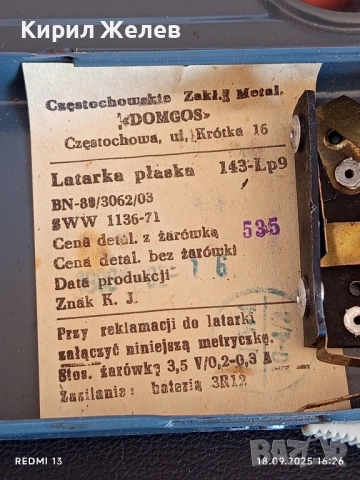 Кирил Желев
Częstochowskie Zakł. Metal.
«DOMGOS»
Częstochowa, ul. Krótka 16
Latarka płaska 143-Lp9
BN-80/3062/03
SWW 1136-71
Cena detal. z żarówką 535
Cena detal. bez żarówki
Data produkcji
Znak K. J.
Przy reklamacji do latarki
załączyć niniejszą metryczkę.
Stos. żarówkę 3,5 V/0,2-0,3 A
Zasilanie: bateria 3R12
REDMI 13
18.09.2025 16:26
BAZAR